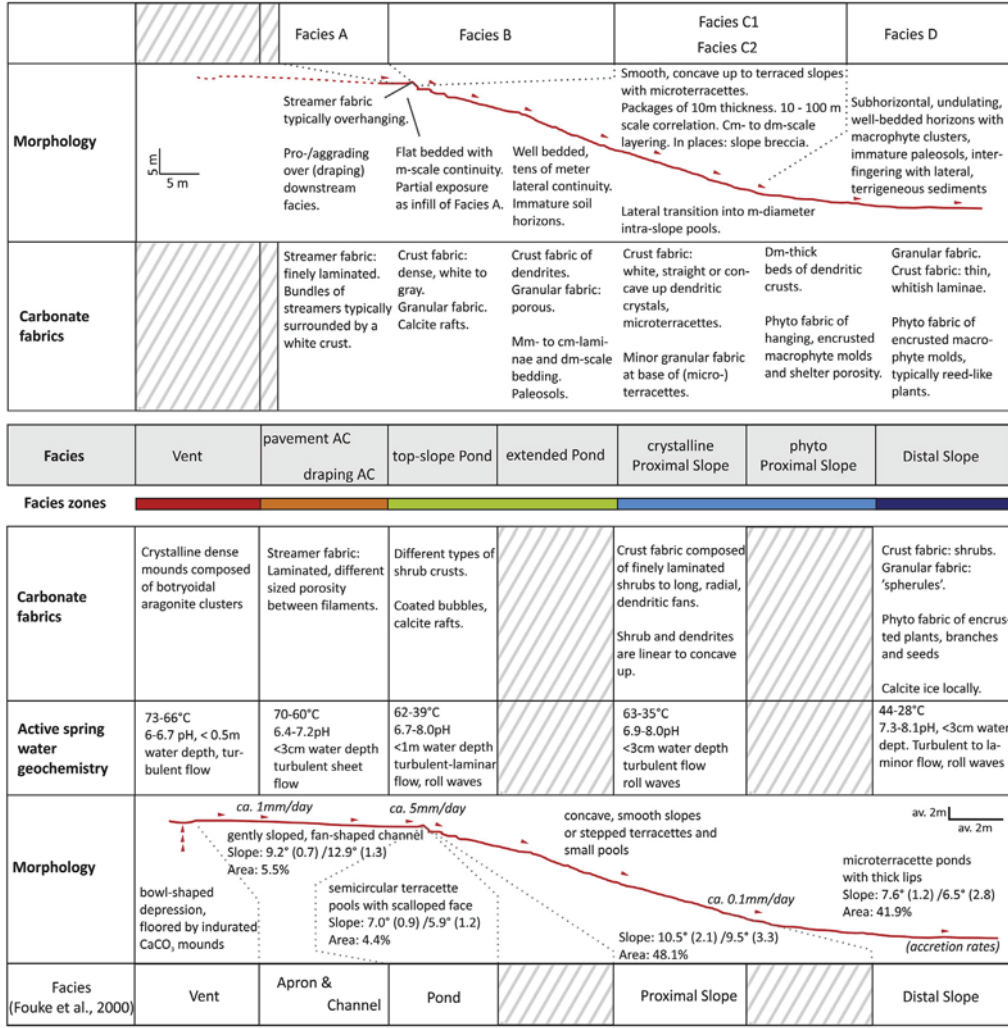 Facies A
Facies B
Facies C1
Facies C2
Facies D
Morphology
5 m
5 m
Streamer fabric
typically overhanging.
Pro-/aggrading
over (draping)
downstream
facies.
Flat bedded with
m-scale continuity.
Partial exposure
as infill of Facies A.
Well bedded,
tens of meter
lateral continuity.
Immature soil
horizons.
Smooth, concave up to terraced slopes
with microterracettes.
Packages of 10m thickness. 10 - 100 m
scale correlation. Cm- to dm-scale
layering. In places: slope breccia.
Lateral transition into m-diameter
intra-slope pools.
Subhorizontal, undulating,
well-bedded horizons with
macrophyte clusters,
immature paleosols, inter-
fingering with lateral,
terrigeneous sediments
Carbonate
fabrics
Streamer fabric:
finely laminated.
Bundles of
streamers typically
surrounded by a
white crust.
Crust fabric:
dense, white to
gray.
Granular fabric.
Calcite rafts.
Crust fabric of
dendrites.
Granular fabric:
porous.
Mm- to cm-lami-
nae and dm-scale
bedding.
Paleosols.
Crust fabric:
white, straight or con-
cave up dendritic
crystals,
microterracettes.
Minor granular fabric
at base of (micro-)
terracettes.
Dm-thick
beds of dendritic
crusts.
Phyto fabric of
hanging, encrusted
macrophyte molds
and shelter porosity.
Granular fabric.
Crust fabric: thin,
whitish laminae.
Phyto fabric of
encrusted macro-
phyte molds,
typically reed-like
plants.
Facies
Vent
pavement AC
draping AC
top-slope Pond
extended Pond
crystalline
Proximal Slope
phyto
Proximal Slope
Distal Slope
Facies zones
Carbonate
fabrics
Crystalline dense
mounds composed
of botryoidal
aragonite clusters
Streamer fabric:
Laminated, different
sized porosity
between filaments.
Different types of
shrub crusts.
Coated bubbles,
calcite rafts.
Crust fabric composed
of finely laminated
shrubs to long, radial,
dendritic fans.
Shrub and dendrites
are linear to concave
up.
Crust fabric: shrubs.
Granular fabric:
'spherules'.
Phyto fabric of encrus-
ted plants, branches
and seeds
Calcite ice locally.
Active spring
water
geochemistry
73-66°C
6-6.7 pH, < 0.5m
water depth, tur-
bulent flow
70-60°C
6.4-7.2pH
<3cm water depth
turbulent sheet
flow
62-39°C
6.7-8.0pH
<1m water depth
turbulent-laminar
flow, roll waves
63-35°C
6.9-8.0pH
<3cm water depth
turbulent flow
roll waves
44-28°C
7.3-8.1pH, <3cm water
dept. Turbulent to la-
minor flow, roll waves
Morphology
ca. 1mm/day
ca. 5mm/day
ca. 0.1mm/day
(accretion rates)
av. 2m
av. 2m
bowl-shaped
depression,
floored by indurated
CaCO₃ mounds
gently sloped, fan-shaped channel
Slope: 9.2° (0.7) /12.9° (1.3)
Area: 5.5%
semicircular terracette
pools with scalloped face
Slope: 7.0° (0.9) /5.9° (1.2)
Area: 4.4%
concave, smooth slopes
or stepped terracettes and
small pools
Slope: 10.5° (2.1) /9.5° (3.3)
Area: 48.1%
microterracette ponds
with thick lips
Slope: 7.6° (1.2) /6.5° (2.8)
Area: 41.9%
Facies
(Fouke et al., 2000)
Vent
Apron &
Channel
Pond
Proximal Slope
Distal Slope